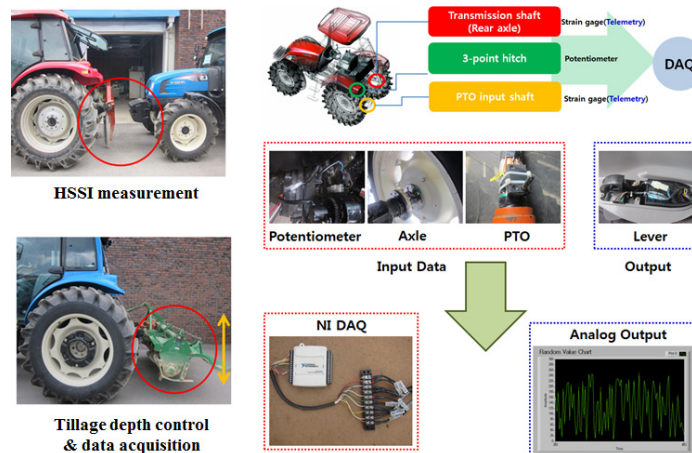 HSSI measurement
Tillage depth control
& data acquisition
Transmission shaft
(Rear axle)
Strain gage(Telemetry)
3-point hitch
Potentiometer
DAQ
PTO input shaft
Strain gage(Telemetry)
Potentiometer
Axle
PTO
Lever
Input Data
Output
NI DAQ
Analog Output
Random Value Chart
Time